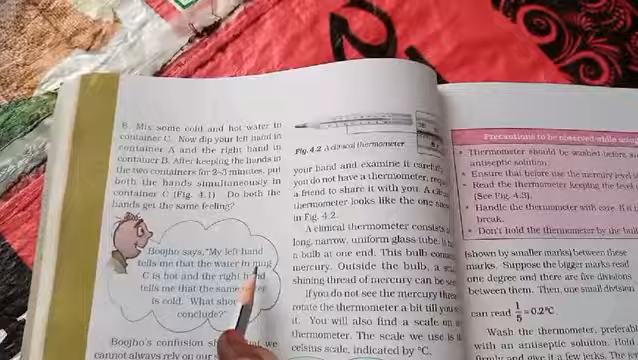 B. Mix some cold and hot water in
container C. Now dip your left hand in
container A and the right hand in
container B. After keeping the hands in
the two containers for 2–3 minutes, put
both the hands simultaneously in
container C (Fig. 4.1). Do both the
hands get the same feeling?
Boojho says, "My left hand
tells me that the water in mug
C is hot and the right
tells me that the same
is cold. What
conclude?"
Boojho's confusion that we
cannot always rely on our
Fig. 4.2 A clinical thermometer
your hand and examine it carefully.
you do not have a thermometer,
a friend to share it with you. A
thermometer looks like the one
in Fig. 4.2.
A clinical thermometer consists
long, narrow, uniform glass tube. It
a bulb at one end. This bulb
mercury. Outside the bulb, a
shining thread of mercury can be
If you do not see the mercury
rotate the thermometer a bit till you
it. You will also find a scale on
thermometer. The scale we use is
celsius scale, indicated by °C.
Precautions to be observed while
• Thermometer should be washed before
antiseptic solution.
• Ensure that before use the mercury level
• Read the thermometer keeping the level
(See Fig. 4.3).
• Handle the thermometer with care. If it
break.
• Don't hold the thermometer by the
(shown by smaller marks) between these
marks. Suppose the bigger marks read
one degree and there are five divisions
between them. Then, one small division
can read 1/5 = 0.2°C.
Wash the thermometer,
with an antiseptic solution. Hold
firmly and give it a few jerks. The